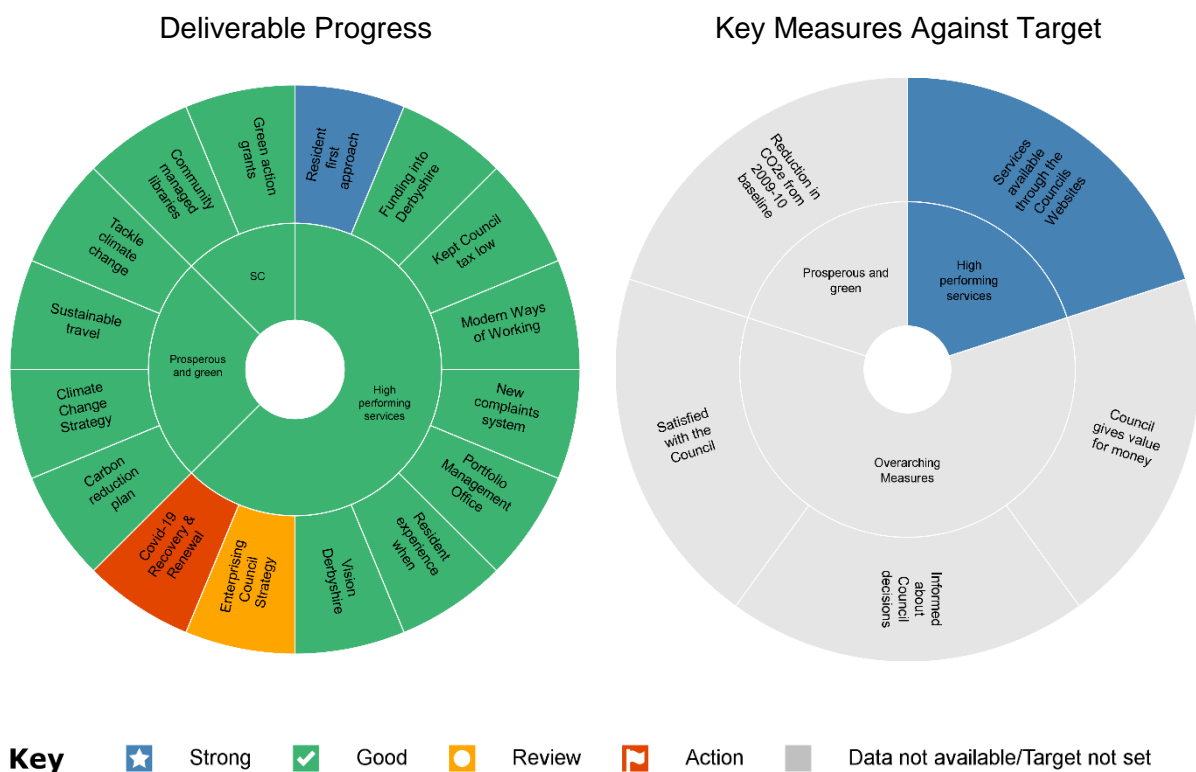 Deliverable Progress
Key Measures Against Target
Resident
first
approach
Funding into
Derbyshire
Kept Council
tax low
Modern Ways
of Working
New
complaints
system
Portfolio
Management
Office
Resident
experience
when
Vision
Derbyshire
Enterprising
Council
Strategy
Covid-19
Recovery &
Renewal
Carbon
reduction
plan
Climate
Change
Strategy
Sustainable
travel
Tackle
climate
change
Community
managed
libraries
Green action
grants
SC
Prosperous
and green
High
performing
services
Services
available
through the
Councils
Websites
Council
gives value
for money
Informed
about
Council
decisions
Satisfied
with the
Council
Reduction in
CO2e from
2009-10
baseline
Prosperous and
green
High
performing
services
Overarching
Measures
Key
Strong
Good
Review
Action
Data not available/Target not set